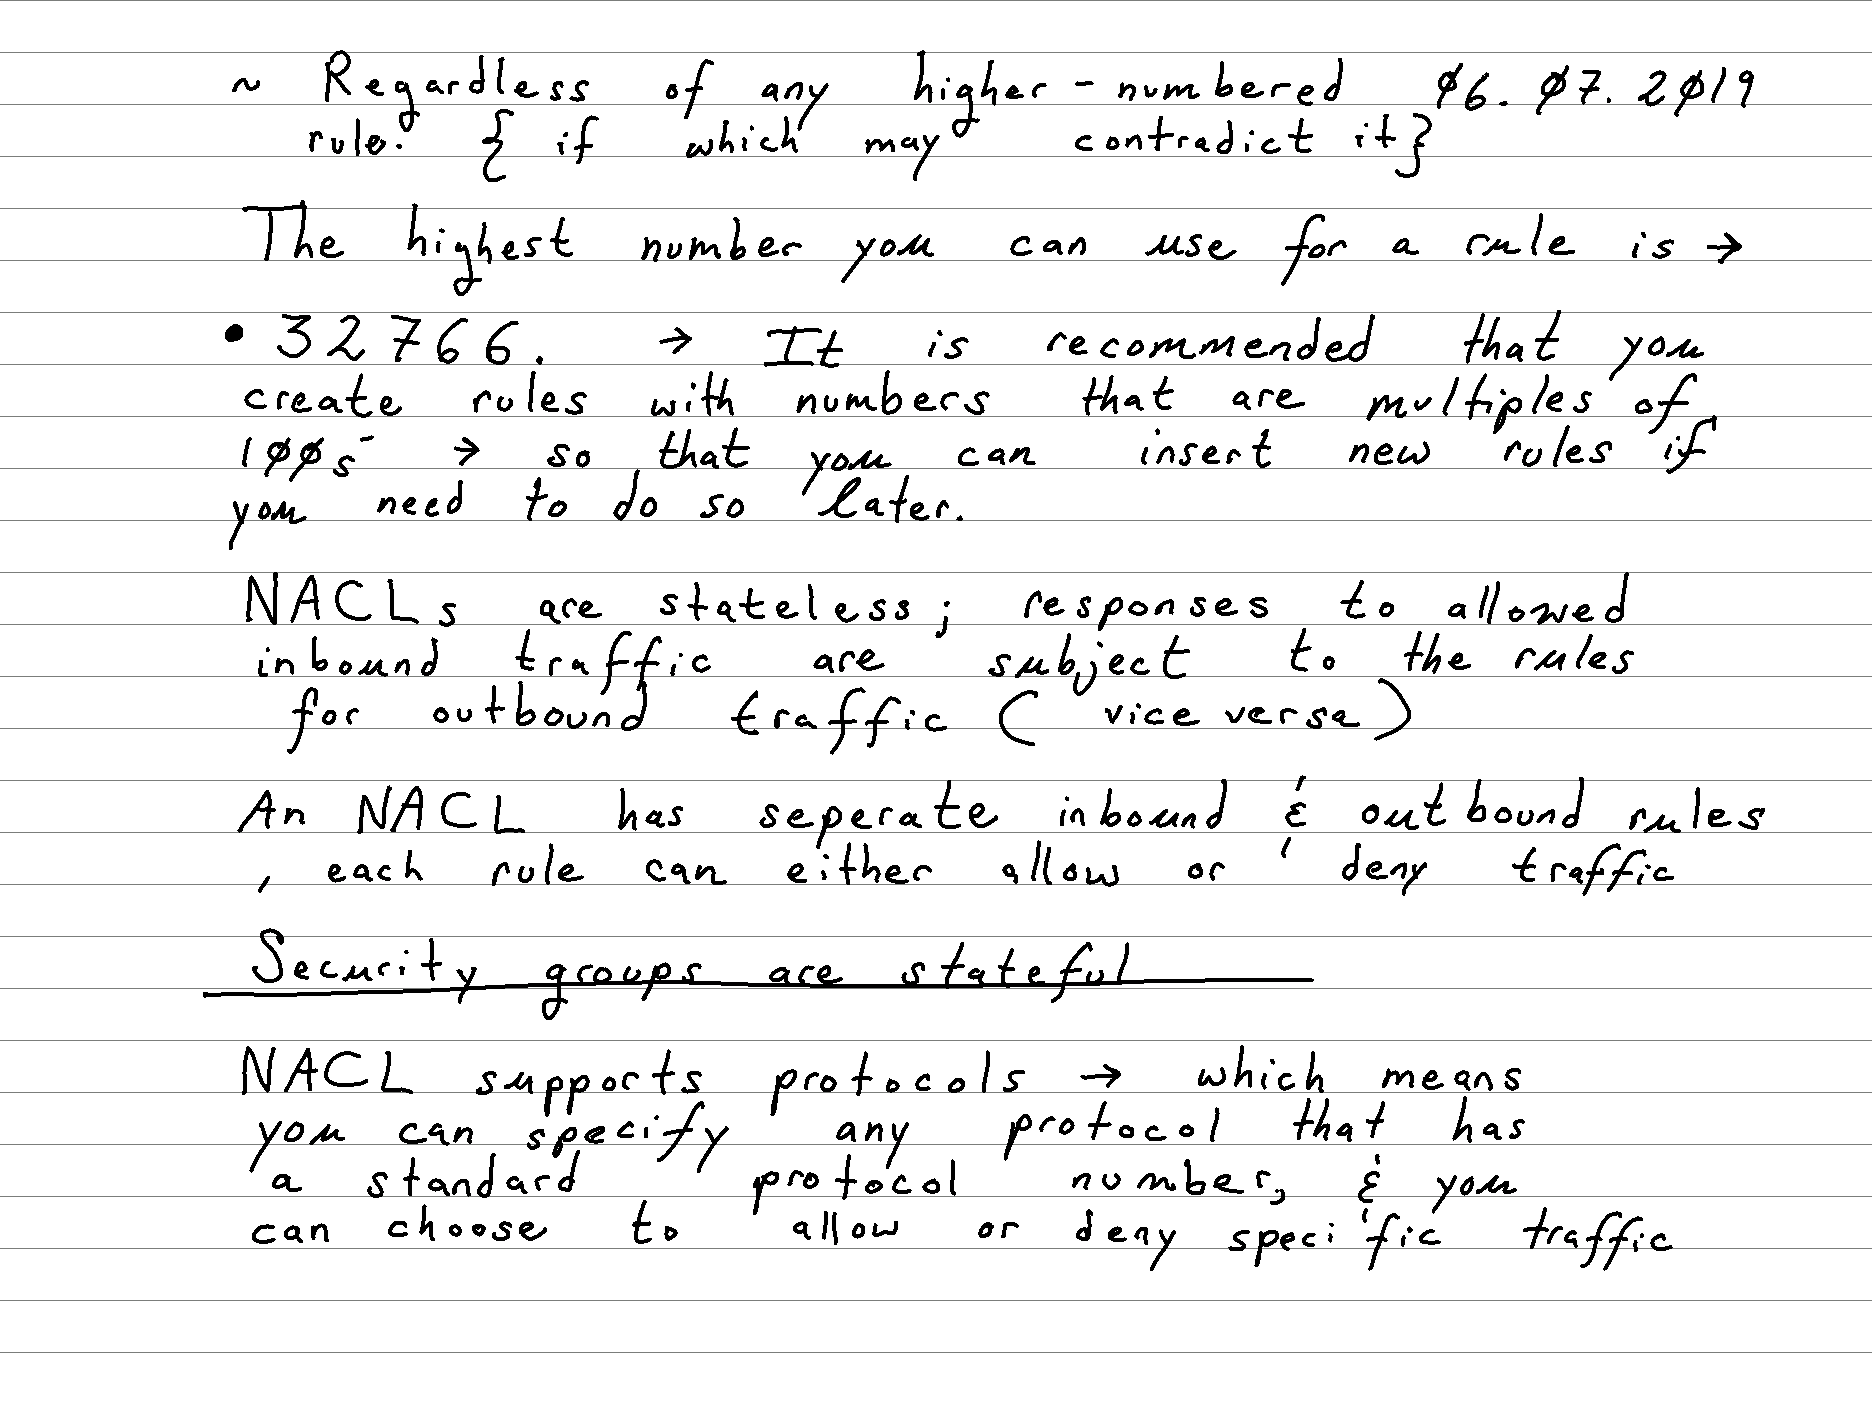 ~ Regardless of any higher-numbered 06.07.2019
rule. { if which may contradict it}
The highest number you can use for a rule is →
• 32766. → It is recommended that you
create rules with numbers that are multiples of
100s → so that you can insert new rules if
you need to do so later.
NACLs are stateless; responses to allowed
inbound traffic are subject to the rules
for outbound traffic ( vice versa)
An NACL has seperate inbound & outbound rules
, each rule can either allow or deny traffic
Security groups are stateful
NACL supports protocols → which means
you can specify any protocol that has
a standard protocol number, & you
can choose to allow or deny specific traffic